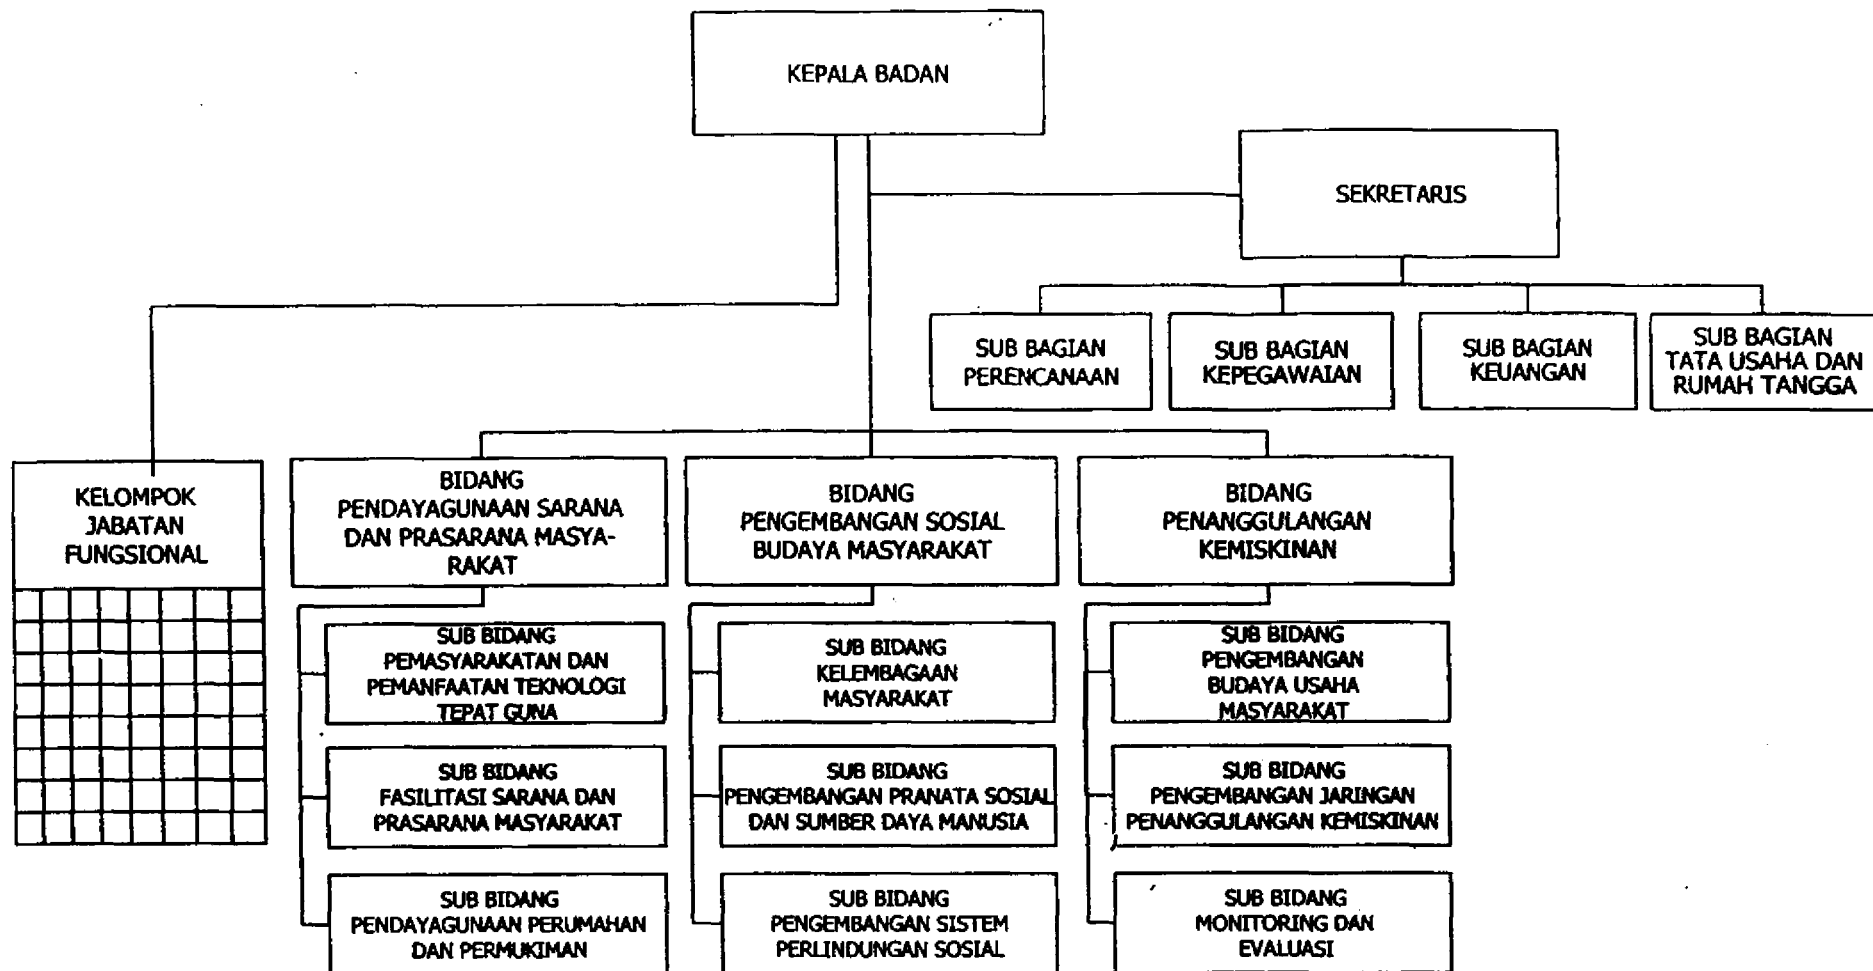 KEPALA BADAN
SEKRETARIS
SUB BAGIAN
PERENCANAAN
SUB BAGIAN
KEPEGAWAIAN
SUB BAGIAN
KEUANGAN
SUB BAGIAN
TATA USAHA DAN
RUMAH TANGGA
KELOMPOK
JABATAN
FUNGSIONAL
BIDANG
PENDAYAGUNAAN SARANA
DAN PRASARANA MASYA-
RAKAT
BIDANG
PENGEMBANGAN SOSIAL
BUDAYA MASYARAKAT
BIDANG
PENANGGULANGAN
KEMISKINAN
SUB BIDANG
PEMASYARAKATAN DAN
PEMANFAATAN TEKNOLOGI
TEPAT GUNA
SUB BIDANG
KELEMBAGAAN
MASYARAKAT
SUB BIDANG
PENGEMBANGAN
BUDAYA USAHA
MASYARAKAT
SUB BIDANG
FASILITASI SARANA DAN
PRASARANA MASYARAKAT
SUB BIDANG
PENGEMBANGAN PRANATA SOSIAL
DAN SUMBER DAYA MANUSIA
SUB BIDANG
PENGEMBANGAN JARINGAN
PENANGGULANGAN KEMISKINAN
SUB BIDANG
PENDAYAGUNAAN PERUMAHAN
DAN PERMUKIMAN
SUB BIDANG
PENGEMBANGAN SISTEM
PERLINDUNGAN SOSIAL
SUB BIDANG
MONITORING DAN
EVALUASI